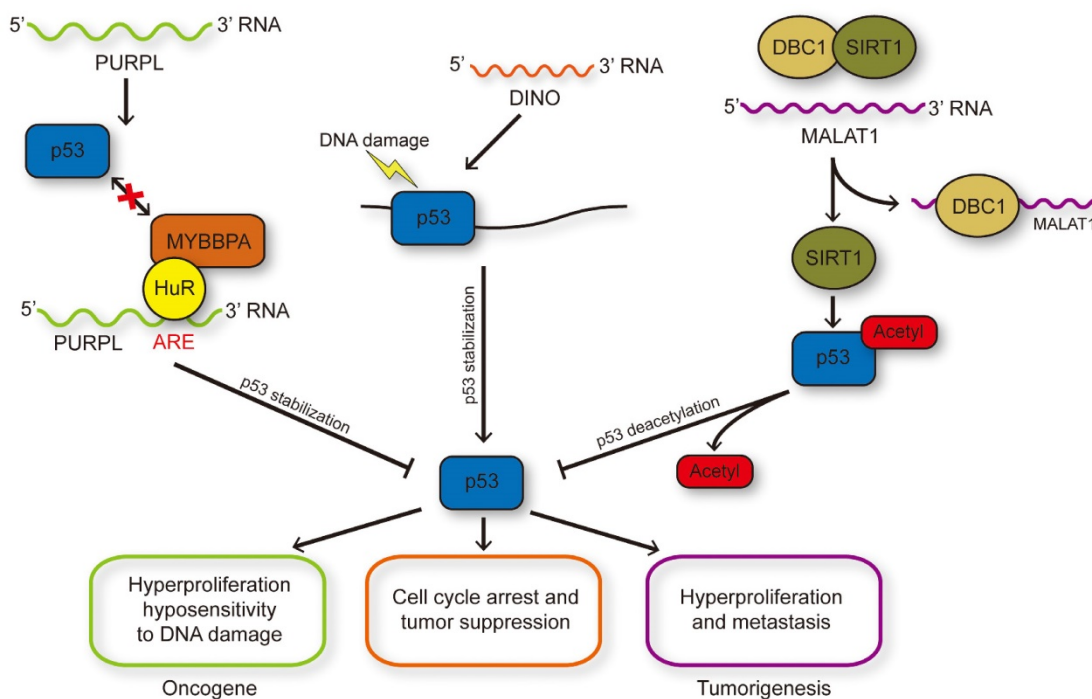 5’ 3’ RNA
PURPL
p53
MYBBPA
HuR
5’ 3’ RNA
PURPL ARE
p53 stabilization
5’ 3’ RNA
DINO
DNA damage
p53
p53 stabilization
DBC1 SIRT1
5’ 3’ RNA
MALAT1
DBC1
MALAT1
SIRT1
Acetyl
p53
p53 deacetylation
Acetyl
p53
Hyperproliferation
hyposensitivity
to DNA damage
Oncogene
Cell cycle arrest and
tumor suppression
Hyperproliferation
and metastasis
Tumorigenesis